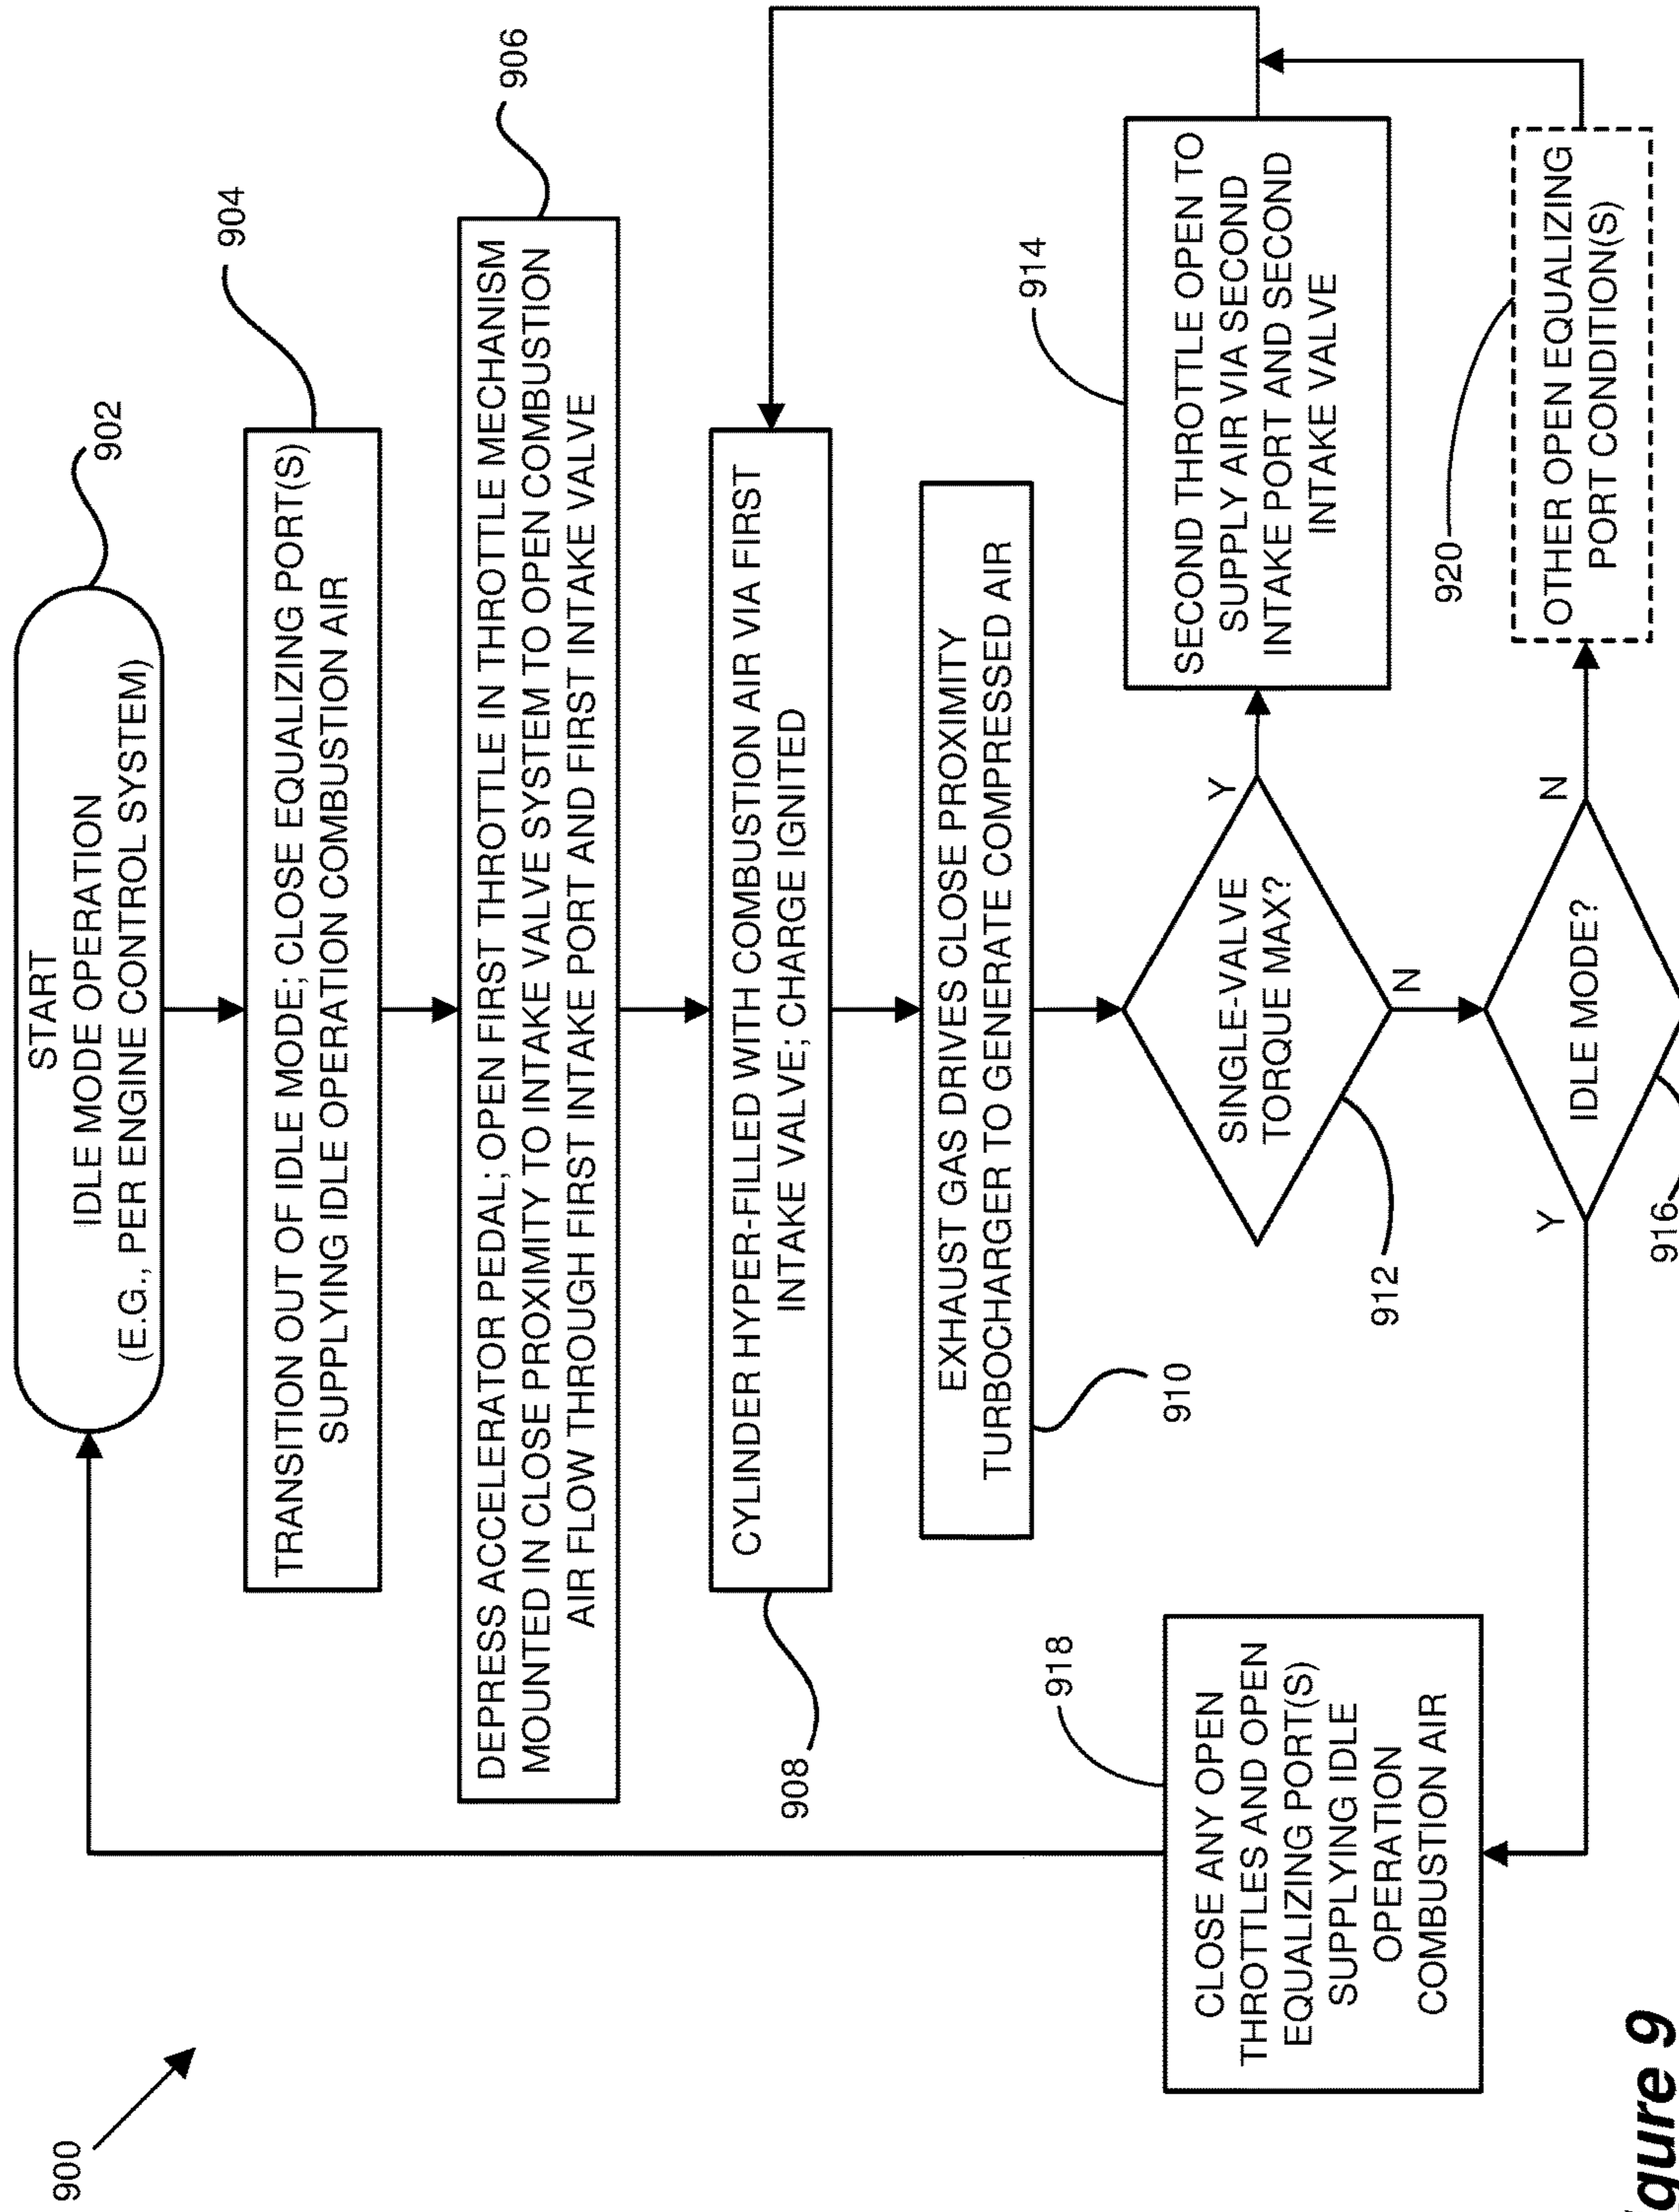 900
START
IDLE MODE OPERATION
(E.G., PER ENGINE CONTROL SYSTEM)
902
TRANSITION OUT OF IDLE MODE; CLOSE EQUALIZING PORT(S)
SUPPLYING IDLE OPERATION COMBUSTION AIR
904
DEPRESS ACCELERATOR PEDAL; OPEN FIRST THROTTLE IN THROTTLE MECHANISM
MOUNTED IN CLOSE PROXIMITY TO INTAKE VALVE SYSTEM TO OPEN COMBUSTION
AIR FLOW THROUGH FIRST INTAKE PORT AND FIRST INTAKE VALVE
906
CYLINDER HYPER-FILLED WITH COMBUSTION AIR VIA FIRST
INTAKE VALVE; CHARGE IGNITED
908
EXHAUST GAS DRIVES CLOSE PROXIMITY
TURBOCHARGER TO GENERATE COMPRESSED AIR
910
SINGLE-VALVE
TORQUE MAX?
912
Y
N
SECOND THROTTLE OPEN TO
SUPPLY AIR VIA SECOND
INTAKE PORT AND SECOND
INTAKE VALVE
914
IDLE MODE?
916
Y
N
CLOSE ANY OPEN
THROTTLES AND OPEN
EQUALIZING PORT(S)
SUPPLYING IDLE
OPERATION
COMBUSTION AIR
918
OTHER OPEN EQUALIZING
PORT CONDITION(S)
920
gure 9